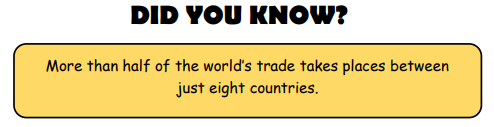 DID YOU KNOW?
More than half of the world's trade takes places between
just eight countries.